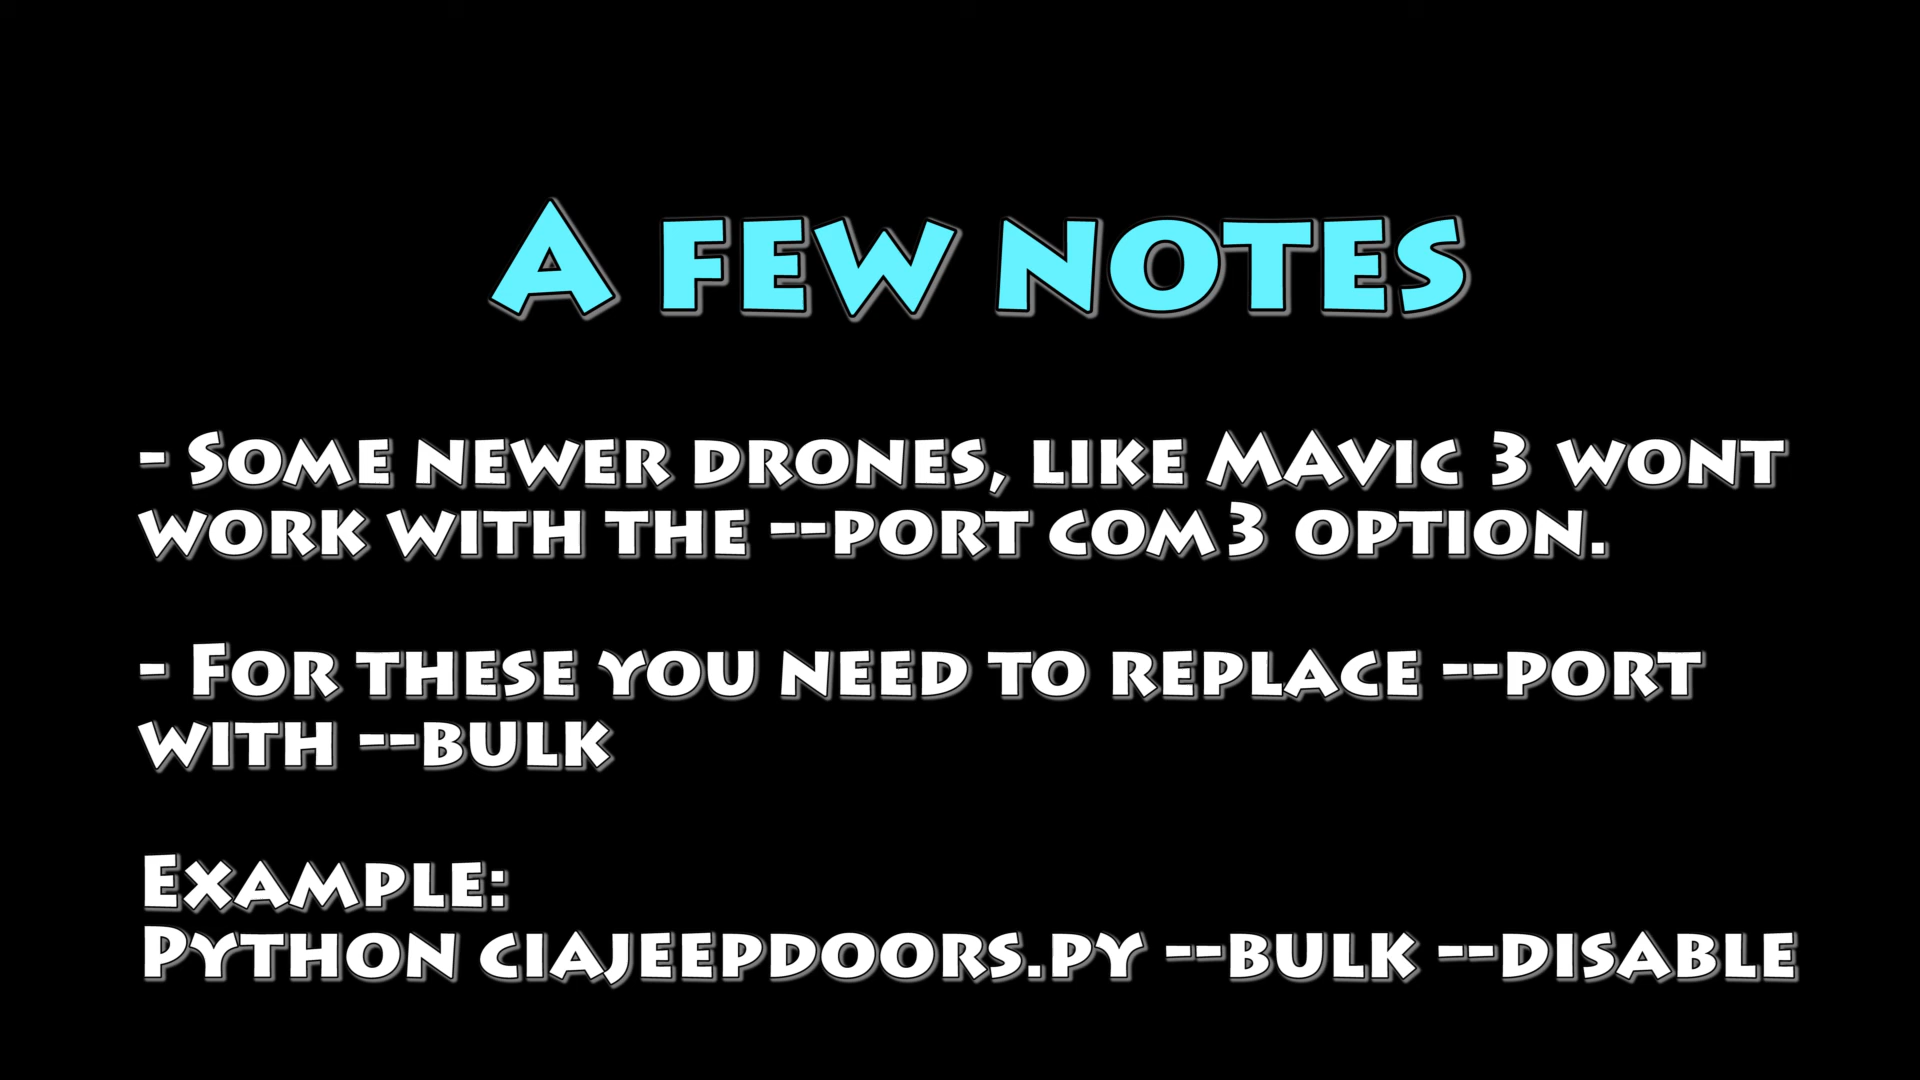 A FEW NOTES
- SOME NEWER DRONES, LIKE MAVIC 3 WONT
WORK WITH THE --PORT COM3 OPTION.
- FOR THESE YOU NEED TO REPLACE --PORT
WITH --BULK
EXAMPLE:
PYTHON CIAJEEPDOORS.PY --BULK --DISABLE